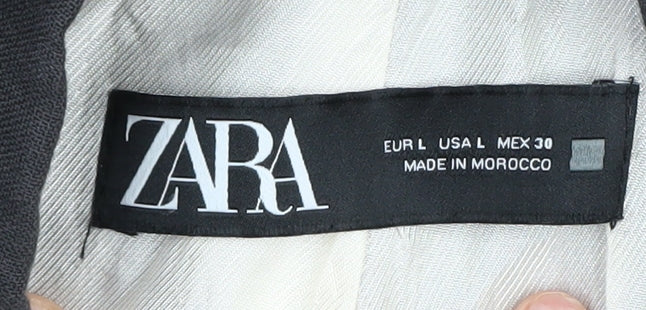 ZARA
EUR L USA L MEX 30
MADE IN MOROCCO